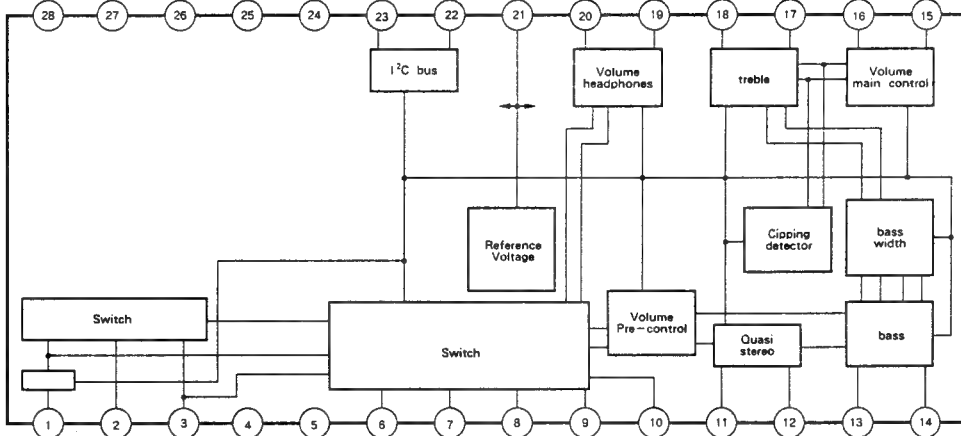 28 27 26 25 24 23 22 21 20 19 18 17 16 15
I²C bus
Volume
headphones
treble
Volume
main control
Reference
Voltage
Cipping
detector
bass
width
Switch
Switch
Volume
Pre-control
Quasi
stereo
bass
1 2 3 4 5 6 7 8 9 10 11 12 13 14